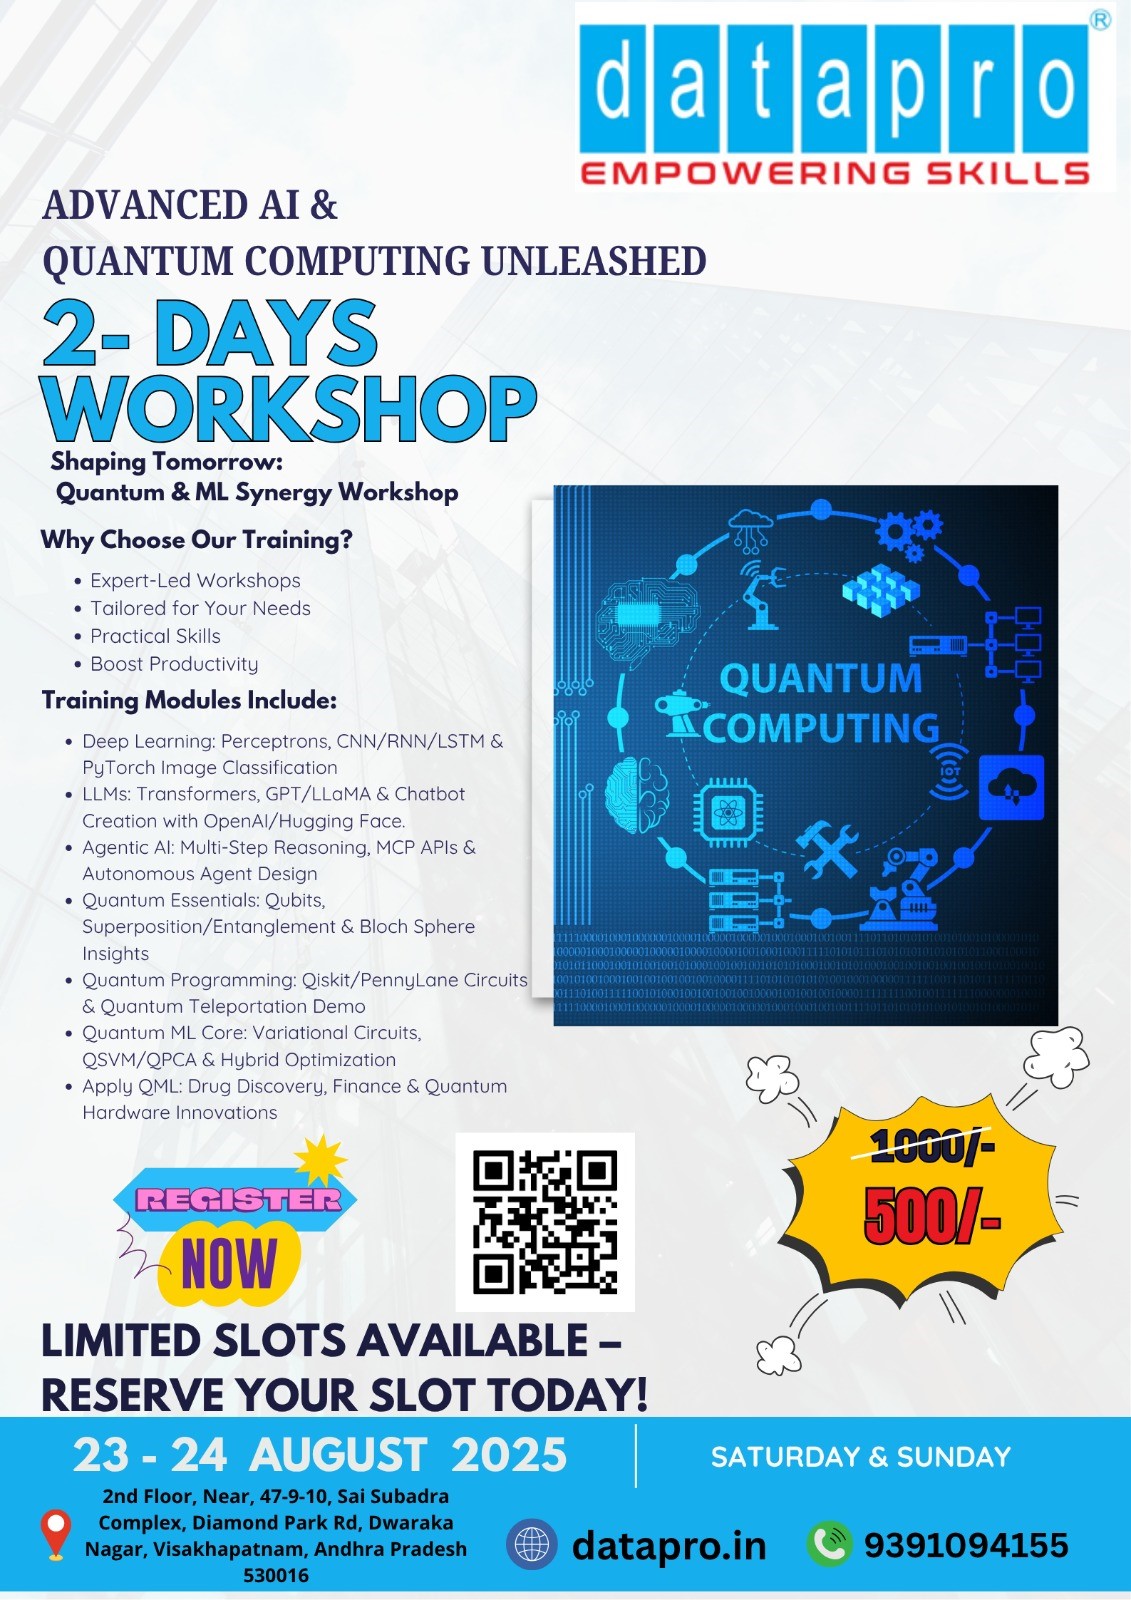 datapro®
EMPOWERING SKILLS
ADVANCED AI &
QUANTUM COMPUTING UNLEASHED
2- DAYS
WORKSHOP
Shaping Tomorrow:
Quantum & ML Synergy Workshop
Why Choose Our Training?
• Expert-Led Workshops
• Tailored for Your Needs
• Practical Skills
• Boost Productivity
Training Modules Include:
• Deep Learning: Perceptrons, CNN/RNN/LSTM &
PyTorch Image Classification
• LLMs: Transformers, GPT/LLaMA & Chatbot
Creation with OpenAI/Hugging Face.
• Agentic AI: Multi-Step Reasoning, MCP APIs &
Autonomous Agent Design
• Quantum Essentials: Qubits,
Superposition/Entanglement & Bloch Sphere
Insights
• Quantum Programming: Qiskit/PennyLane Circuits
& Quantum Teleportation Demo
• Quantum ML Core: Variational Circuits,
QSVM/QPCA & Hybrid Optimization
• Apply QML: Drug Discovery, Finance & Quantum
Hardware Innovations
QUANTUM
COMPUTING
IOT
1000/-
500/-
REGISTER
NOW
LIMITED SLOTS AVAILABLE –
RESERVE YOUR SLOT TODAY!
23 - 24 AUGUST 2025
SATURDAY & SUNDAY
2nd Floor, Near, 47-9-10, Sai Subadra
Complex, Diamond Park Rd, Dwaraka
Nagar, Visakhapatnam, Andhra Pradesh
530016
datapro.in
9391094155